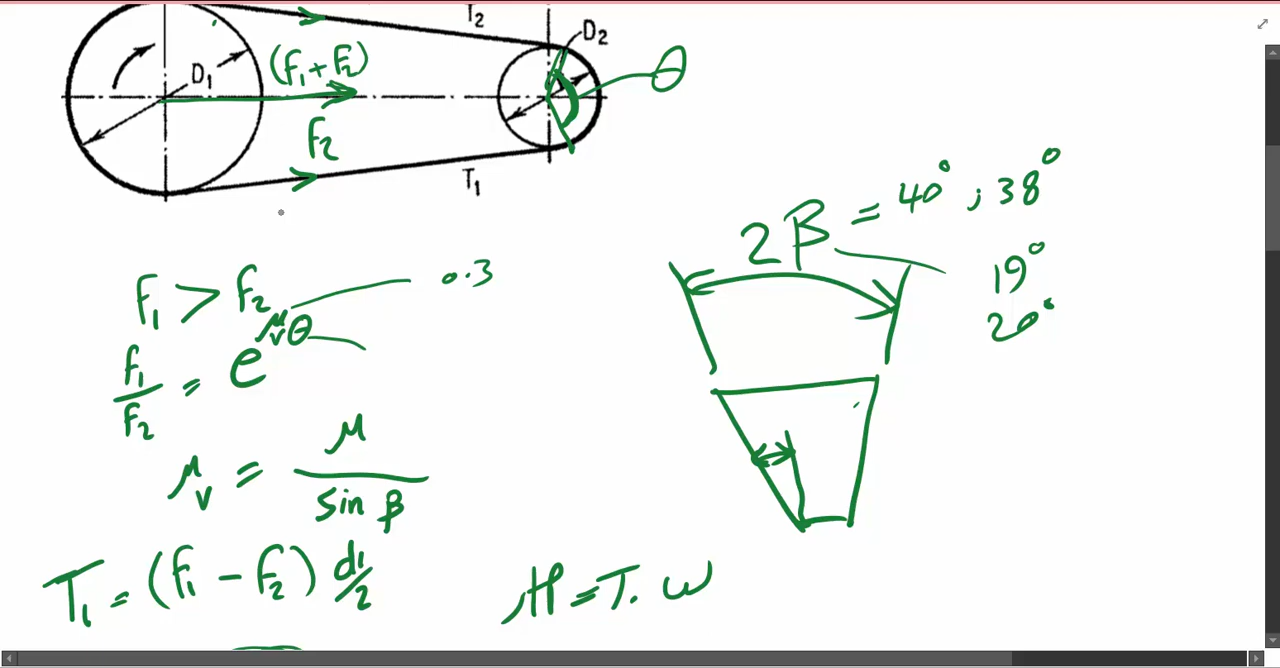 T2
D2
D1
(F1+F2)
θ
F2
T1
2β = 40° ; 38°
19°
20°
F1 > F2
0.3
F1/F2 = e^μvθ
μv = μ / sin β
T1 = (F1 - F2) d1/2
H = T. ω